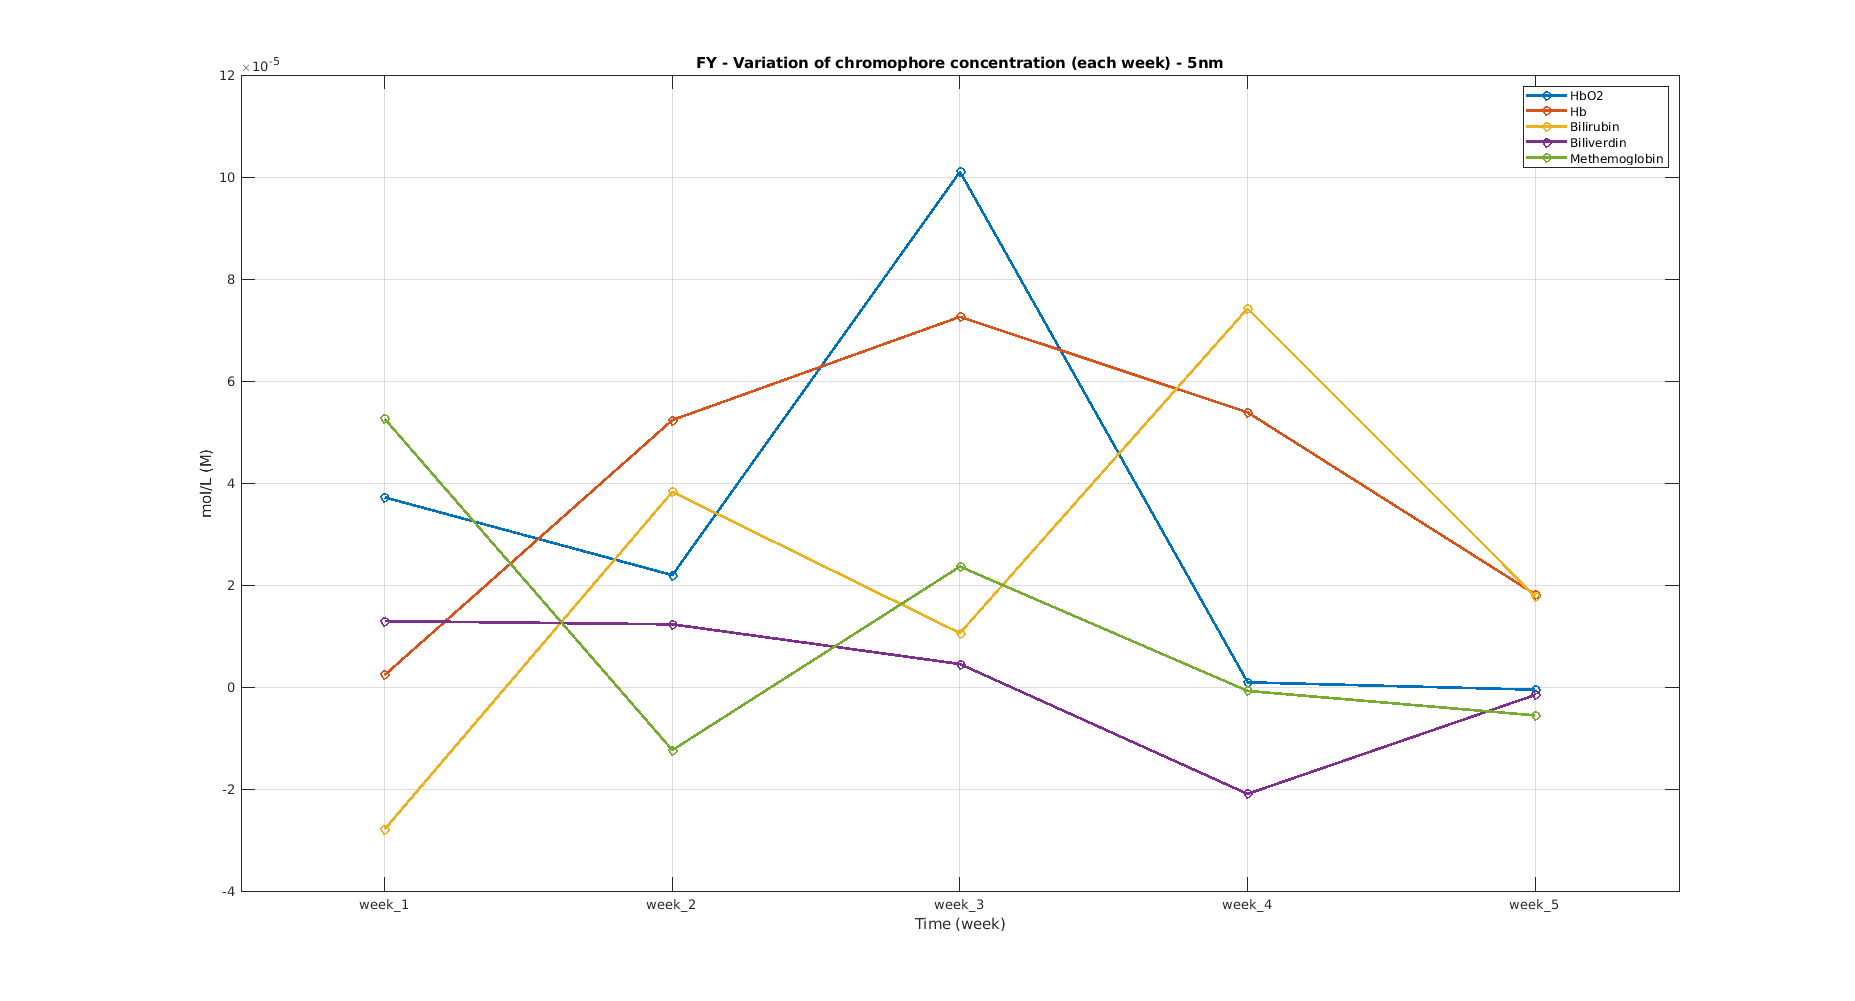 FY - Variation of chromophore concentration (each week) - 5nm
×10-5
12
10
8
6
4
2
0
-2
-4
mol/L (M)
HbO2
Hb
Bilirubin
Biliverdin
Methemoglobin
week_1
week_2
week_3
week_4
week_5
Time (week)